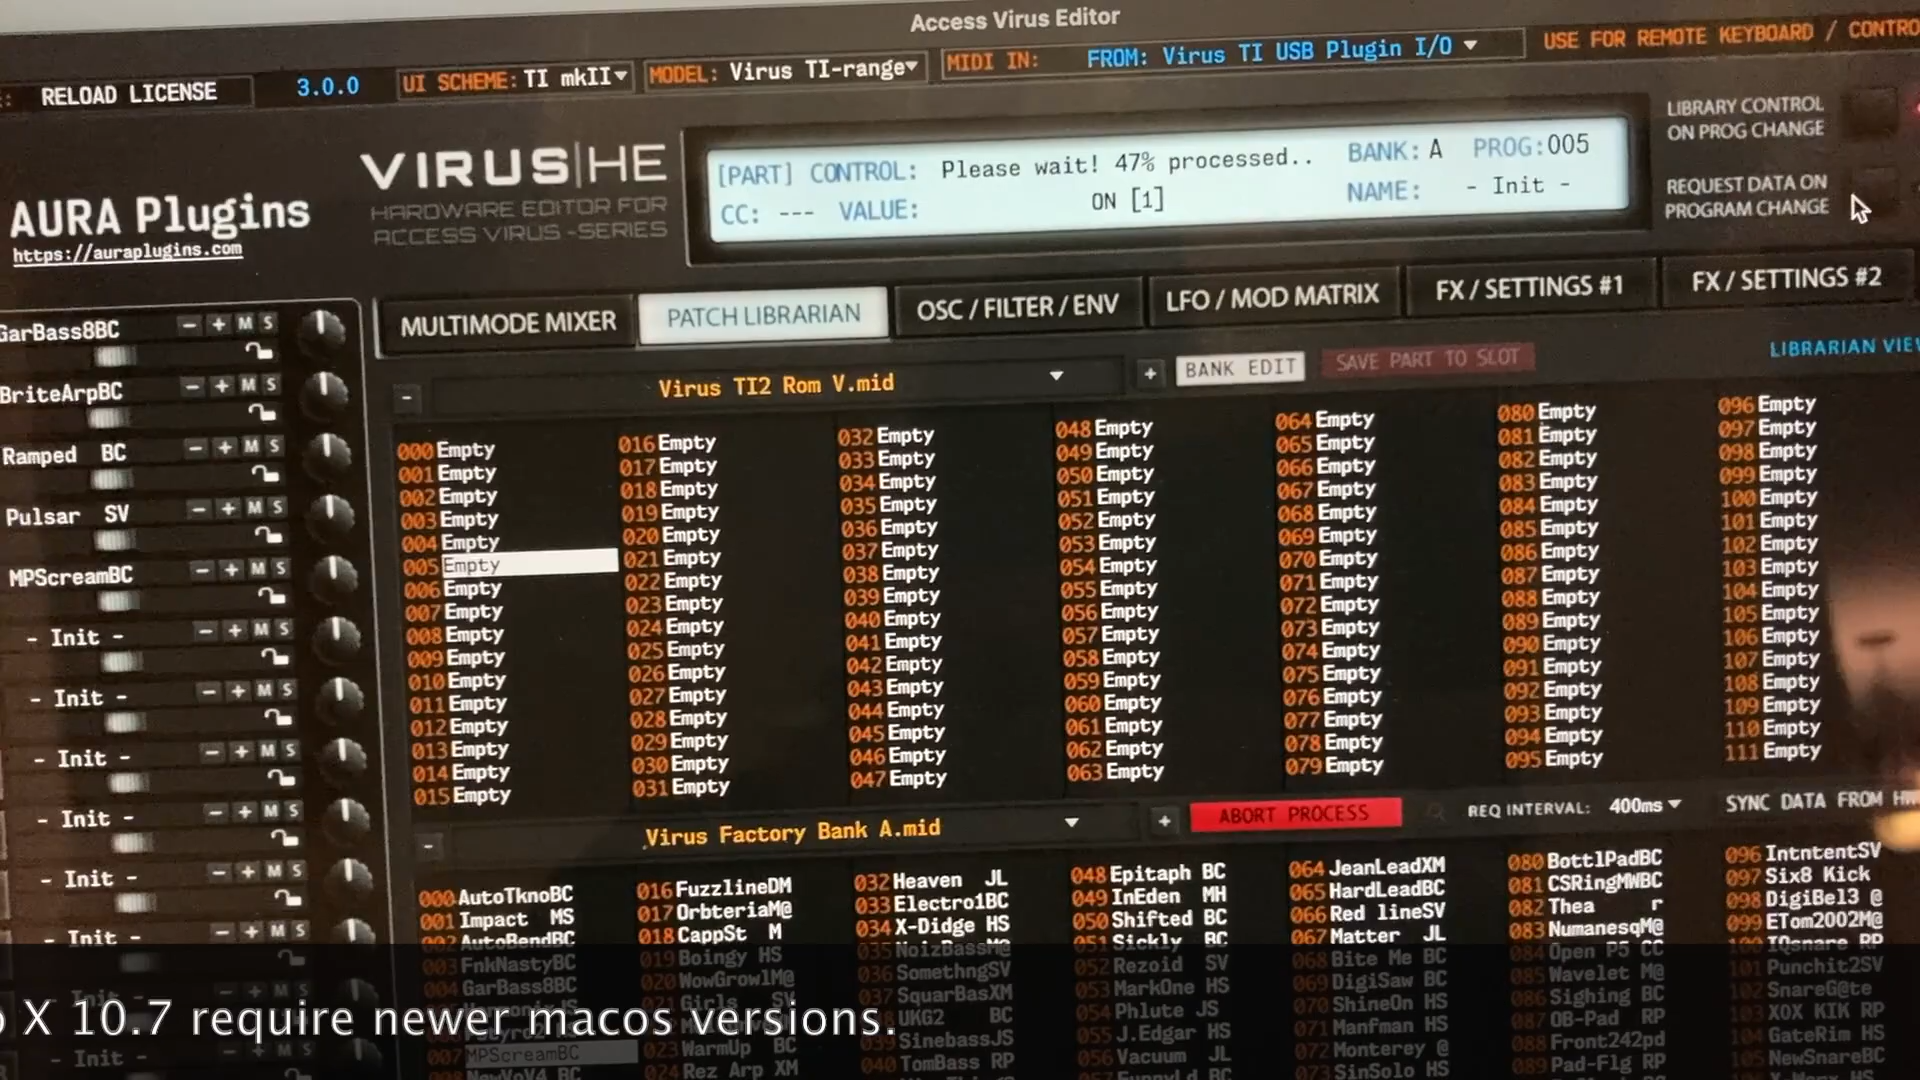 Access Virus Editor
RELOAD LICENSE 3.0.0 UI SCHEME: TI mkII MODEL: Virus TI-range MIDI IN: FROM: Virus TI USB Plugin I/O USE FOR REMOTE KEYBOARD / CONTRO
AURA Plugins
https://auraplugins.com
VIRUS|HE
HARDWARE EDITOR FOR
ACCESS VIRUS -SERIES
[PART] CONTROL: Please wait! 47% processed.. BANK: A PROG:005
CC: --- VALUE: ON [1] NAME: - Init -
LIBRARY CONTROL
ON PROG CHANGE
REQUEST DATA ON
PROGRAM CHANGE
MULTIMODE MIXER PATCH LIBRARIAN OSC / FILTER / ENV LFO / MOD MATRIX FX / SETTINGS #1 FX / SETTINGS #2
GarBass8BC - + M S
BriteArpBC - + M S
Ramped BC - + M S
Pulsar SV - + M S
MPScreamBC - + M S
- Init - - + M S
- Init - - + M S
- Init - - + M S
- Init - - + M S
- Init - - + M S
- Init - - + M S
- Init -
- Virus TI2 Rom V.mid + BANK EDIT SAVE PART TO SLOT LIBRARIAN VIE
000 Empty 016 Empty 032 Empty 048 Empty 064 Empty 080 Empty 096 Empty
001 Empty 017 Empty 033 Empty 049 Empty 065 Empty 081 Empty 097 Empty
002 Empty 018 Empty 034 Empty 050 Empty 066 Empty 082 Empty 098 Empty
003 Empty 019 Empty 035 Empty 051 Empty 067 Empty 083 Empty 099 Empty
004 Empty 020 Empty 036 Empty 052 Empty 068 Empty 084 Empty 100 Empty
005 Empty 021 Empty 037 Empty 053 Empty 069 Empty 085 Empty 101 Empty
006 Empty 022 Empty 038 Empty 054 Empty 070 Empty 086 Empty 102 Empty
007 Empty 023 Empty 039 Empty 055 Empty 071 Empty 087 Empty 103 Empty
008 Empty 024 Empty 040 Empty 056 Empty 072 Empty 088 Empty 104 Empty
009 Empty 025 Empty 041 Empty 057 Empty 073 Empty 089 Empty 105 Empty
010 Empty 026 Empty 042 Empty 058 Empty 074 Empty 090 Empty 106 Empty
011 Empty 027 Empty 043 Empty 059 Empty 075 Empty 091 Empty 107 Empty
012 Empty 028 Empty 044 Empty 060 Empty 076 Empty 092 Empty 108 Empty
013 Empty 029 Empty 045 Empty 061 Empty 077 Empty 093 Empty 109 Empty
014 Empty 030 Empty 046 Empty 062 Empty 078 Empty 094 Empty 110 Empty
015 Empty 031 Empty 047 Empty 063 Empty 079 Empty 095 Empty 111 Empty
- Virus Factory Bank A.mid + ABORT PROCESS REQ INTERVAL: 400ms SYNC DATA FROM HW
000 AutoTknoBC 016 FuzzlineDM 032 Heaven JL 048 Epitaph BC 064 JeanLeadXM 080 BottlPadBC 096 IntntentSV
001 Impact MS 017 OrbteriaM@ 033 Electro1BC 049 InEden MH 065 HardLeadBC 081 CSRingMWBC 097 Six8 Kick
002 AutoBendBC 018 CappSt M 034 X-Didge HS 050 Shifted BC 066 Red lineSV 082 Thea r 098 DigiBel3 @
003 FnkNastyBC 019 Boingy HS 035 NoizBassM@ 051 Sickly BC 067 Matter JL 083 NumanesqM@ 099 ETom2002M@
004 GarBass8BC 020 WowGrowlM@ 036 SomethngSV 052 Rezoid SV 068 Bite Me BC 084 Open P5 CC 100 IQsnare RP
021 Girls SV 037 SquarBasXM 053 MarkOne HS 069 DigiSaw BC 085 Wavelet M@ 101 Punchit2SV
UKG2 BC 054 Phlute JS 070 ShineOn HS 086 Sighing BC 102 SnareG@te
007 MPScreamBC 023 WarmUp BC 039 SinebassJS 055 J.Edgar HS 071 Manfman HS 087 OB-Pad RP 103 XOX KIK RP
024 Rez Arp XM 040 TomBass RP 056 Vacuum JL 072 Monterey @ 088 Front242pd 104 GateRim HS
073 SinSolo HS 089 Pad-Flg RP 105 NewSnareBC
X 10.7 require newer macos versions.